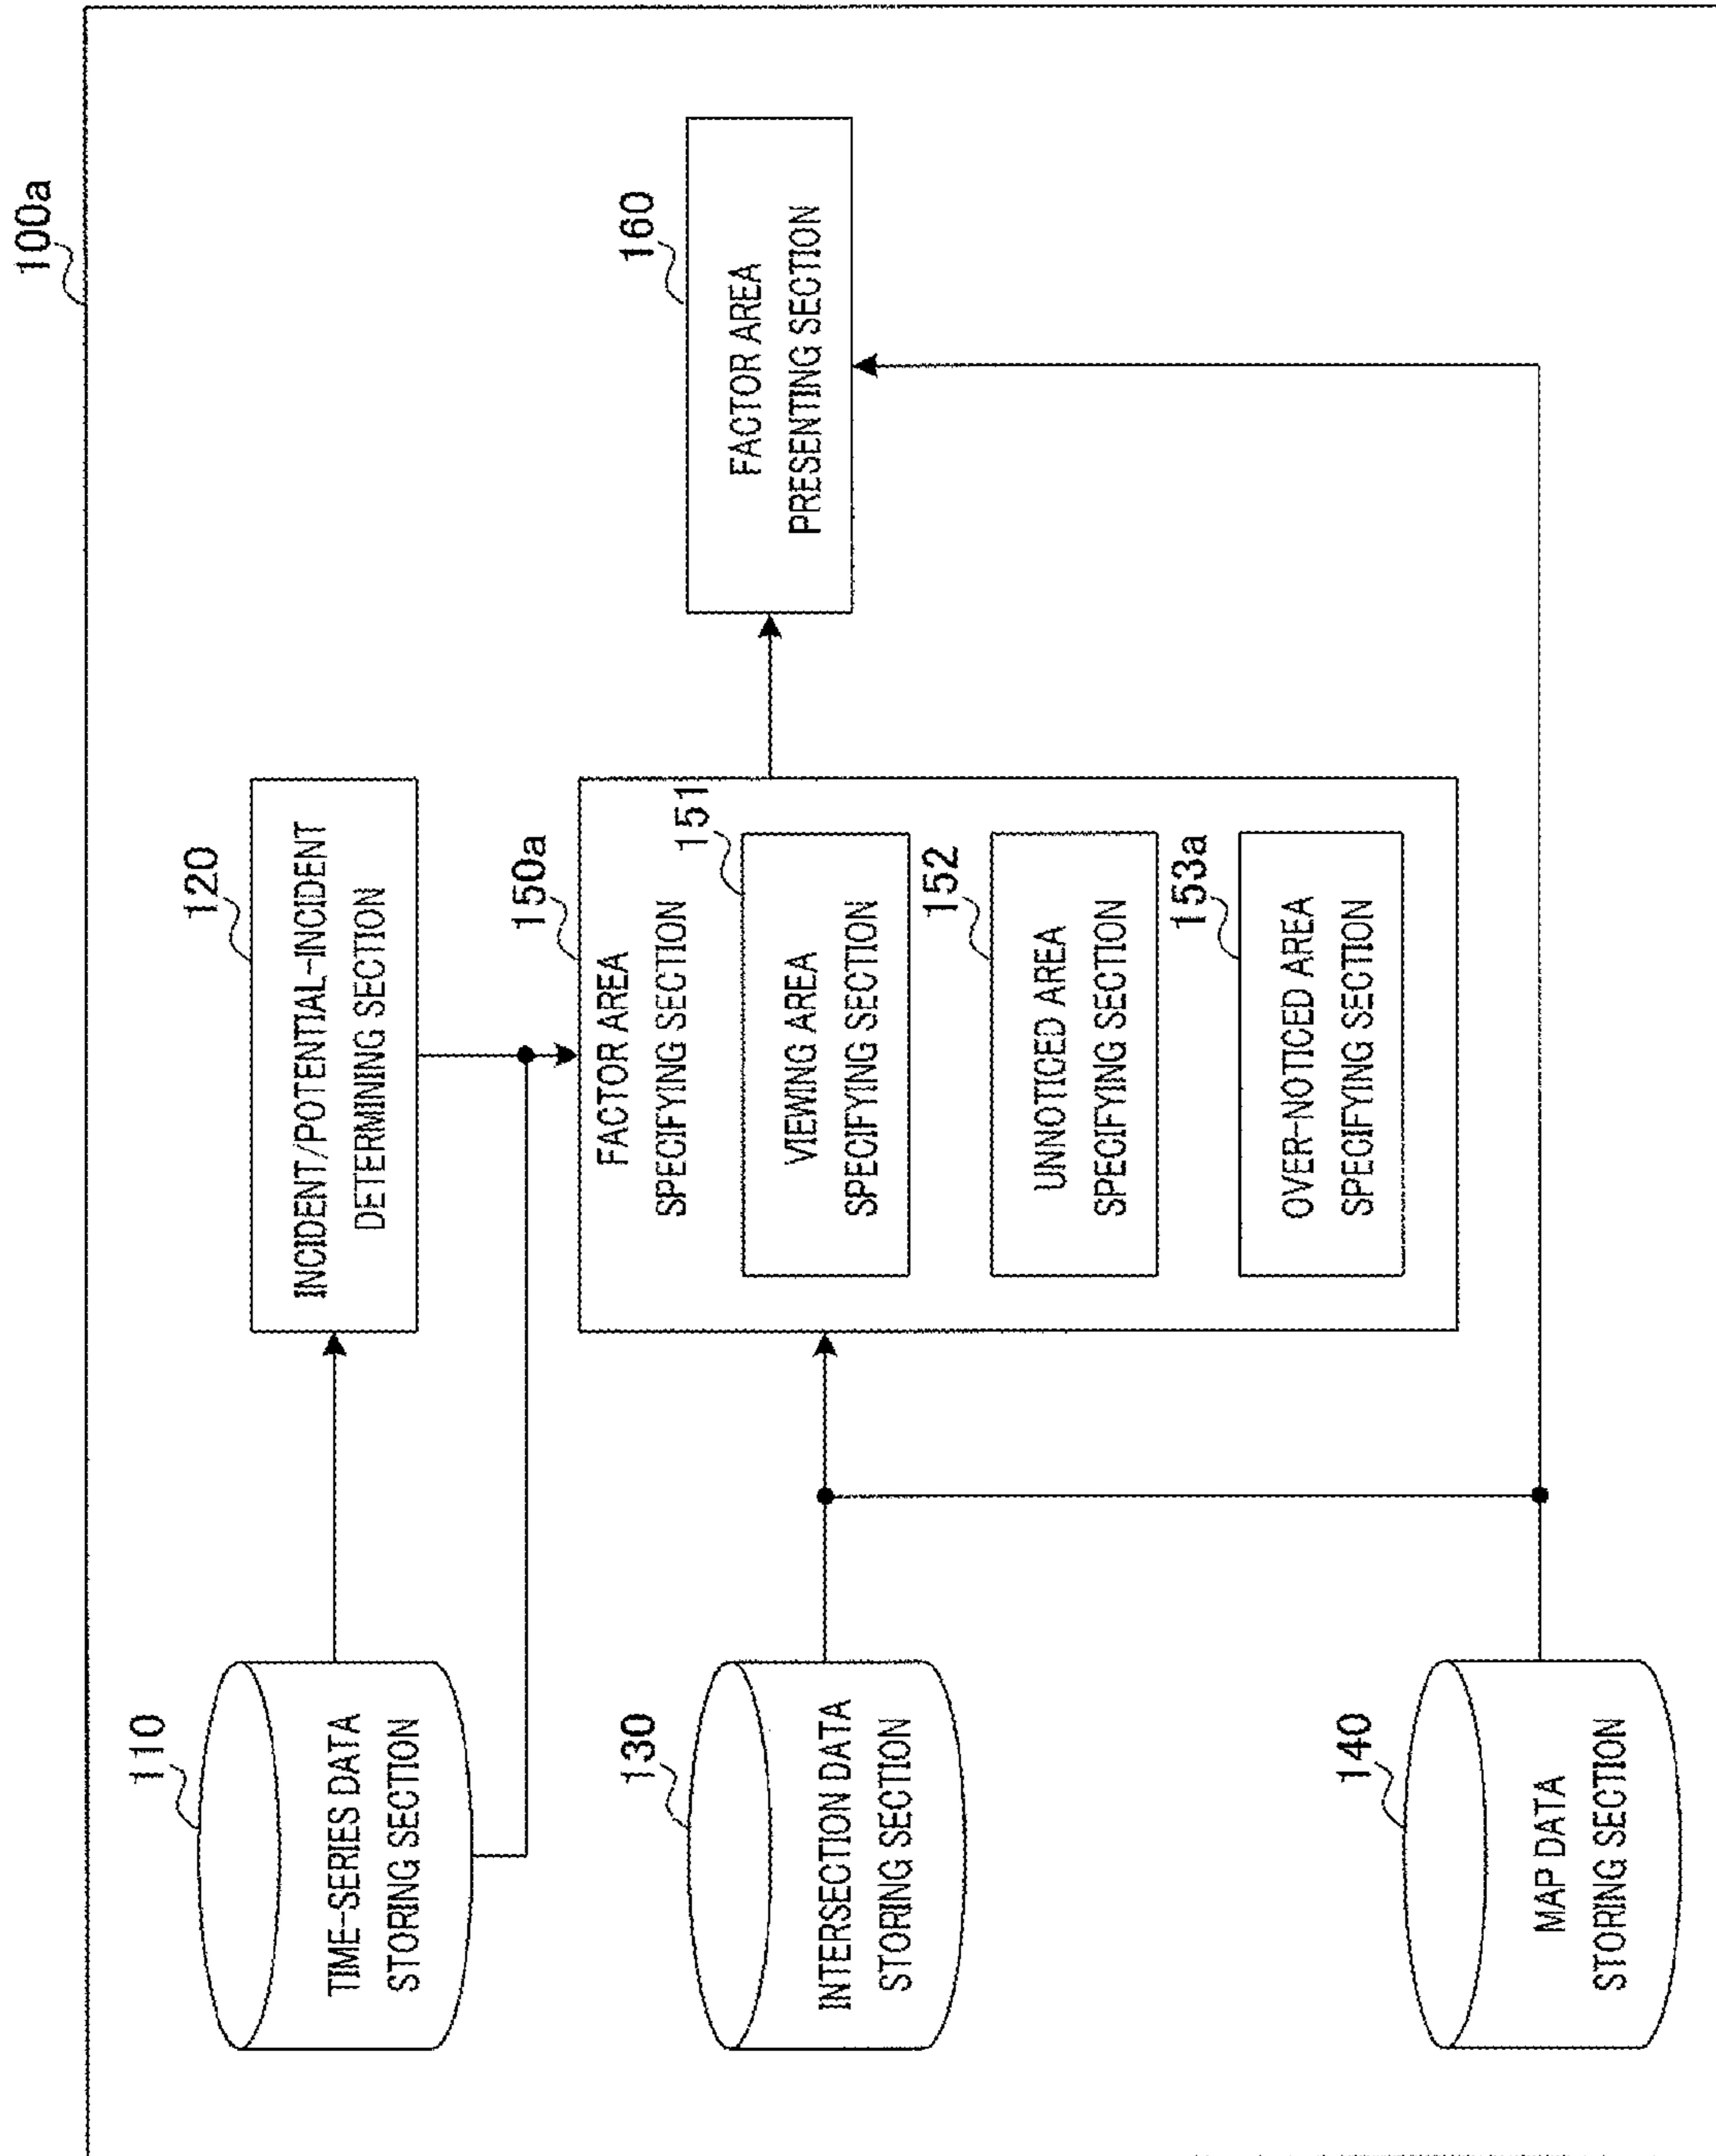 100a
110
TIME-SERIES DATA
STORING SECTION
120
INCIDENT/POTENTIAL-INCIDENT
DETERMINING SECTION
130
INTERSECTION DATA
STORING SECTION
150a
FACTOR AREA
SPECIFYING SECTION
151
VIEWING AREA
SPECIFYING SECTION
152
UNNOTICED AREA
SPECIFYING SECTION
153a
OVER-NOTICED AREA
SPECIFYING SECTION
160
FACTOR AREA
PRESENTING SECTION
140
MAP DATA
STORING SECTION